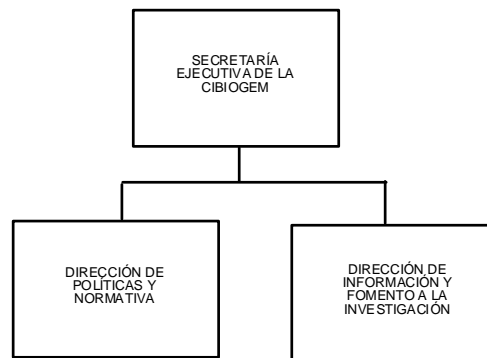 SECRETARÍA
EJECUTIVA DE LA
CIBIOGEM
DIRECCIÓN DE
POLÍTICAS Y
NORMATIVA
DIRECCIÓN DE
INFORMACIÓN Y
FOMENTO A LA
INVESTIGACIÓN